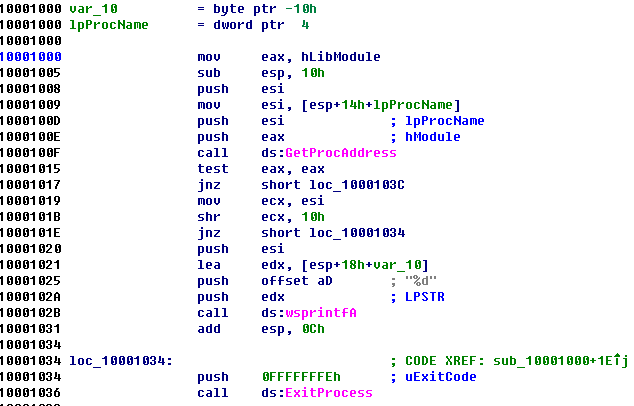 10001000 var_10 = byte ptr -10h
10001000 lpProcName = dword ptr 4
10001000
10001000 mov eax, hLibModule
10001005 sub esp, 10h
10001008 push esi
10001009 mov esi, [esp+14h+lpProcName]
1000100D push esi ; lpProcName
1000100E push eax ; hModule
1000100F call ds:GetProcAddress
10001015 test eax, eax
10001017 jnz short loc_1000103C
10001019 mov ecx, esi
1000101B shr ecx, 10h
1000101E jnz short loc_10001034
10001020 push esi
10001021 lea edx, [esp+18h+var_10]
10001025 push offset aD ; "%d"
1000102A push edx ; LPSTR
1000102B call ds:wsprintfA
10001031 add esp, 0Ch
10001034
10001034 loc_10001034: ; CODE XREF: sub_10001000+1EÎj
10001034 push 0FFFFFFFEh ; uExitCode
10001036 call ds:ExitProcess